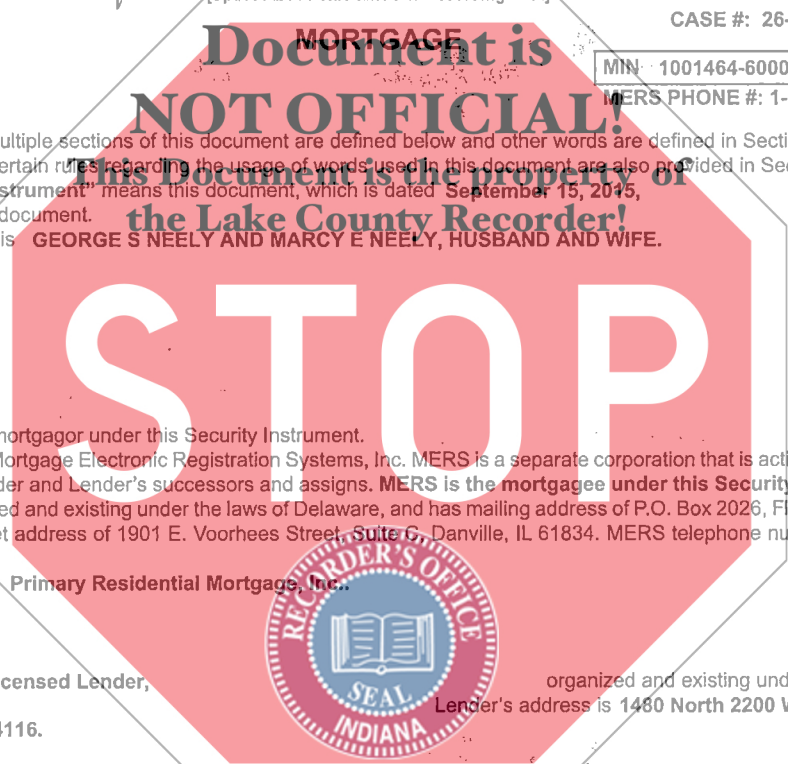 CASE #: 26-
MORTGAGE
Document is
MIN 1001464-6000
NOT OFFICIAL!
MERS PHONE #: 1-
ultiple sections of this document are defined below and other words are defined in Secti
ertain rules regarding the usage of words used in this document are also provided in Sec
This Document is the property of
strument" means this document, which is dated September 15, 2015,
document.
the Lake County Recorder!
is GEORGE S NEELY AND MARCY E NEELY, HUSBAND AND WIFE.
STOP
mortgagor under this Security Instrument.
Mortgage Electronic Registration Systems, Inc. MERS is a separate corporation that is acti
der and Lender's successors and assigns. MERS is the mortgagee under this Security
ed and existing under the laws of Delaware, and has mailing address of P.O. Box 2026, Fl
et address of 1901 E. Voorhees Street, Suite C, Danville, IL 61834. MERS telephone nu
Primary Residential Mortgage, Inc..
RECORDER'S OFFICE
SEAL
INDIANA
censed Lender,
organized and existing und
Lender's address is 1480 North 2200 W
4116.